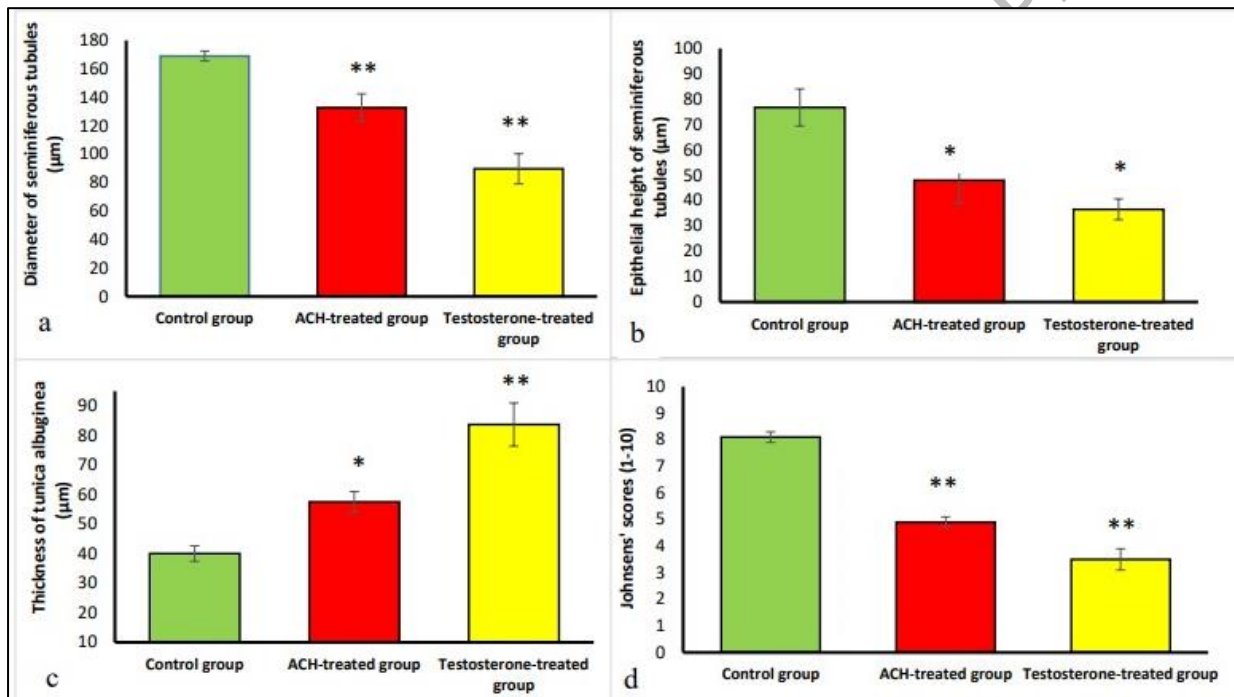 Diameter of seminiferous tubules
(µm)
180
160
140
120
100
80
60
40
20
0
**
**
Control group
ACH-treated group
Testosterone-treated
group
a
Epithelial height of seminiferous
tubules (µm)
100
90
80
70
60
50
40
30
20
10
0
*
*
Control group
ACH-treated group
Testosterone-treated
group
b
Thickness of tunica albuginea
(µm)
90
80
70
60
50
40
30
20
10
*
**
Control group
ACH-treated group
Testosterone-treated
group
c
Johnsens' scores (1-10)
10
9
8
7
6
5
4
3
2
1
0
**
**
Control group
ACH-treated group
Testosterone-treated group
d